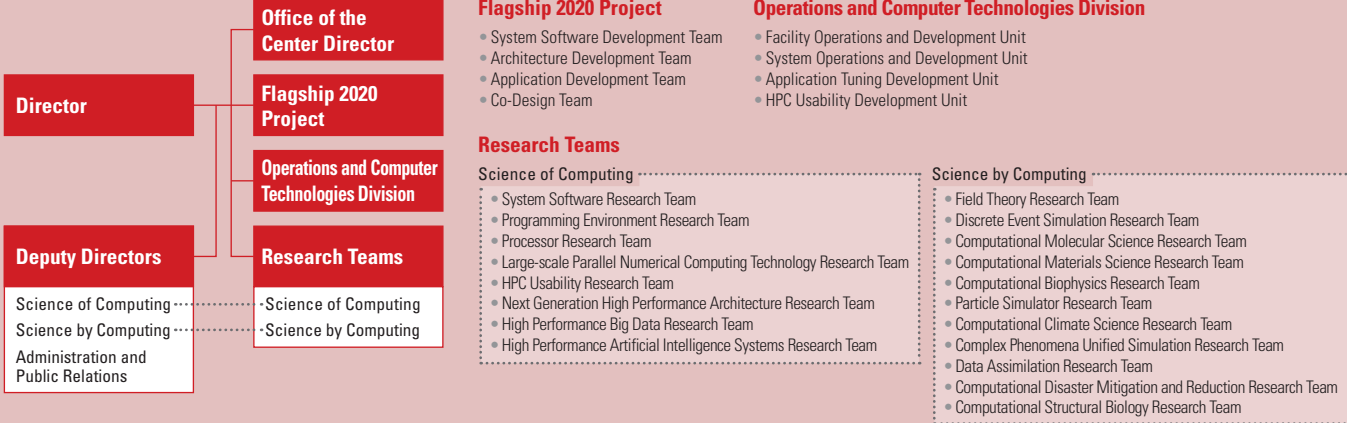 Director
Deputy Directors
Science of Computing
Science by Computing
Administration and
Public Relations
Office of the
Center Director
Flagship 2020
Project
Operations and Computer
Technologies Division
Research Teams
Science of Computing
Science by Computing
Flagship 2020 Project
• System Software Development Team
• Architecture Development Team
• Application Development Team
• Co-Design Team
Operations and Computer Technologies Division
• Facility Operations and Development Unit
• System Operations and Development Unit
• Application Tuning Development Unit
• HPC Usability Development Unit
Research Teams
Science of Computing
• System Software Research Team
• Programming Environment Research Team
• Processor Research Team
• Large-scale Parallel Numerical Computing Technology Research Team
• HPC Usability Research Team
• Next Generation High Performance Architecture Research Team
• High Performance Big Data Research Team
• High Performance Artificial Intelligence Systems Research Team
Science by Computing
• Field Theory Research Team
• Discrete Event Simulation Research Team
• Computational Molecular Science Research Team
• Computational Materials Science Research Team
• Computational Biophysics Research Team
• Particle Simulator Research Team
• Computational Climate Science Research Team
• Complex Phenomena Unified Simulation Research Team
• Data Assimilation Research Team
• Computational Disaster Mitigation and Reduction Research Team
• Computational Structural Biology Research Team